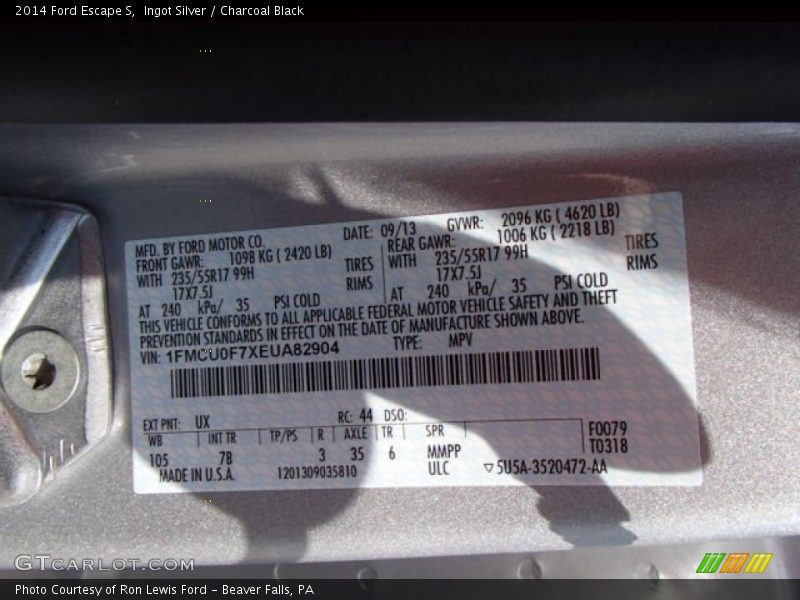 2014 Ford Escape S,  Ingot Silver / Charcoal Black
MFD. BY FORD MOTOR CO. DATE: 09/13 GVWR: 2096 KG ( 4620 LB)
FRONT GAWR: 1098 KG ( 2420 LB) REAR GAWR: 1006 KG ( 2218 LB)
WITH 235/55R17 99H TIRES WITH 235/55R17 99H TIRES
17X7.5J RIMS 17X7.5J RIMS
AT 240 kPa/ 35 PSI COLD AT 240 kPa/ 35 PSI COLD
THIS VEHICLE CONFORMS TO ALL APPLICABLE FEDERAL MOTOR VEHICLE SAFETY AND THEFT
PREVENTION STANDARDS IN EFFECT ON THE DATE OF MANUFACTURE SHOWN ABOVE.
VIN: 1FMCU0F7XEUA82904 TYPE: MPV
EXT PNT: UX RC: 44 DSO:
WB INT TR TP/PS R AXLE TR SPR F0079
105 7B 3 35 6 MMPP T0318
MADE IN U.S.A. 1201309035810 ULC ▽5U5A-3520472-AA
GTCARLOT.COM
Photo Courtesy of Ron Lewis Ford - Beaver Falls, PA